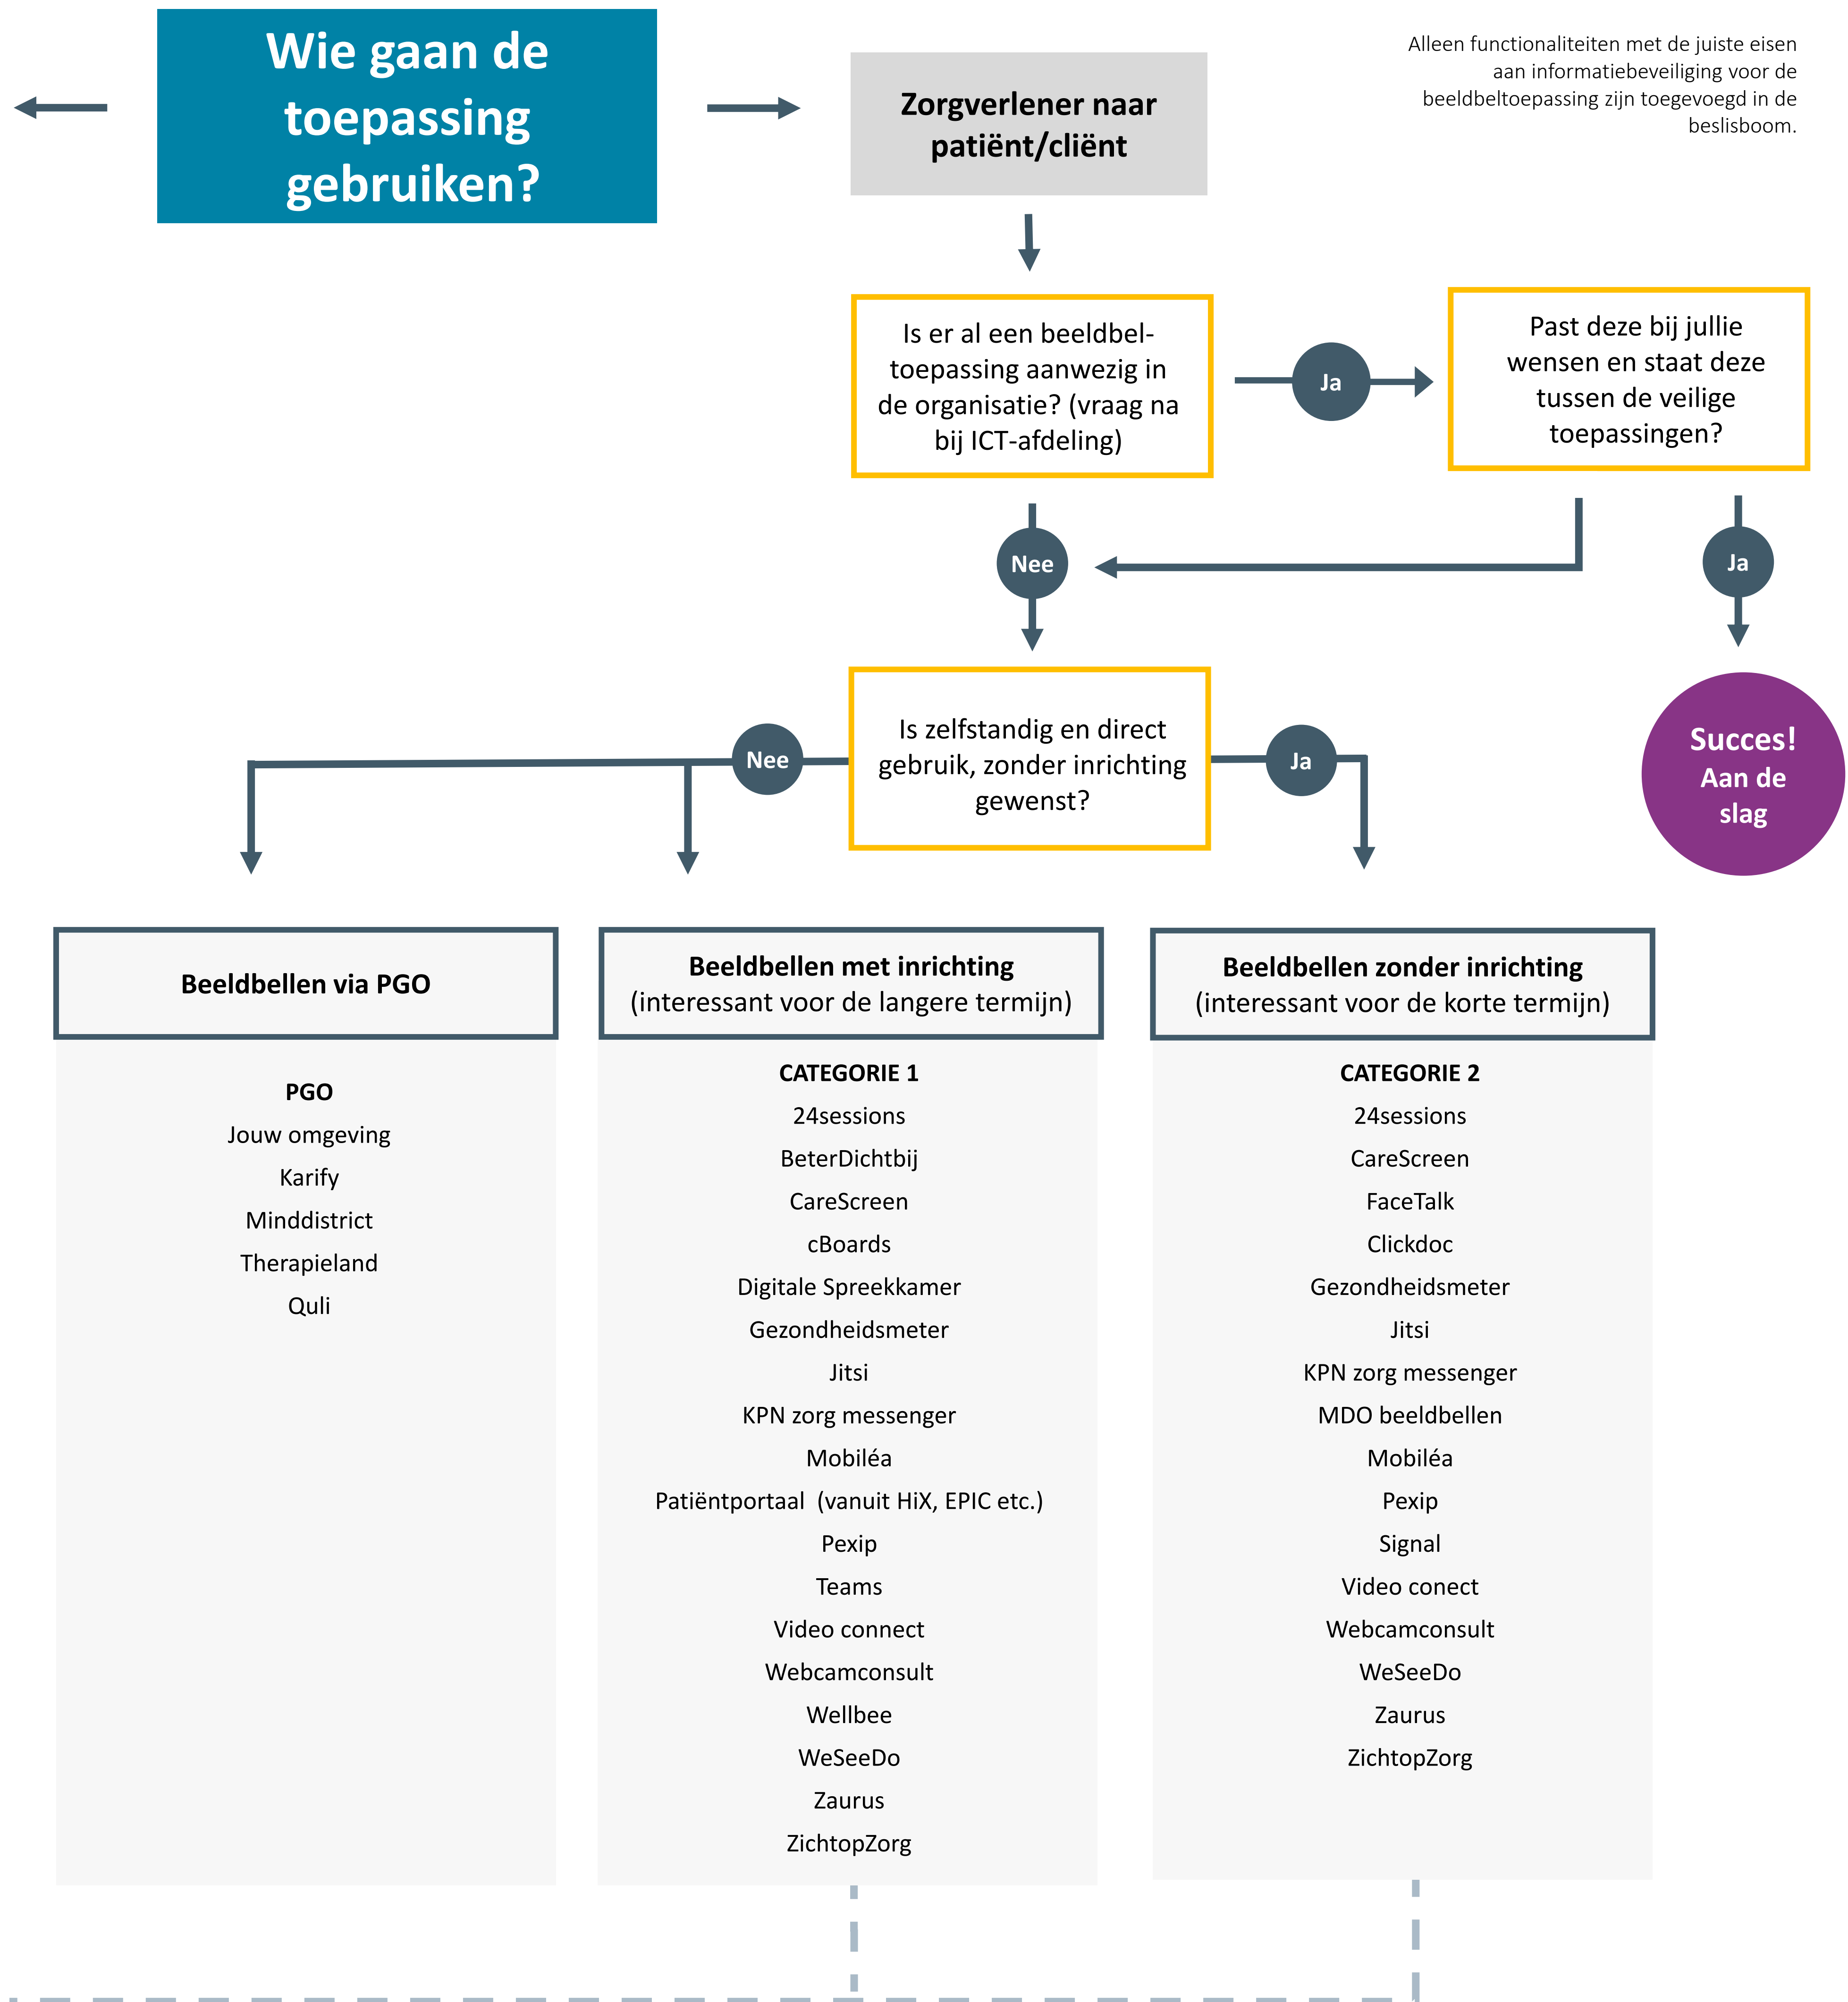 Wie gaan de
toepassing
gebruiken?
Zorgverlener naar
patiënt/cliënt
Alleen functionaliteiten met de juiste eisen
aan informatiebeveiliging voor de
beeldbeltoepassing zijn toegevoegd in de
beslisboom.
Is er al een beeldbel-
toepassing aanwezig in
de organisatie? (vraag na
bij ICT-afdeling)
Ja
Past deze bij jullie
wensen en staat deze
tussen de veilige
toepassingen?
Nee
Ja
Is zelfstandig en direct
gebruik, zonder inrichting
gewenst?
Nee
Ja
Succes!
Aan de
slag
Beeldbellen via PGO
PGO
Jouw omgeving
Karify
Minddistrict
Therapieland
Quli
Beeldbellen met inrichting
(interessant voor de langere termijn)
CATEGORIE 1
24sessions
BeterDichtbij
CareScreen
cBoards
Digitale Spreekkamer
Gezondheidsmeter
Jitsi
KPN zorg messenger
Mobiléa
Patiëntportaal (vanuit HiX, EPIC etc.)
Pexip
Teams
Video connect
Webcamconsult
Wellbee
WeSeeDo
Zaurus
ZichtopZorg
Beeldbellen zonder inrichting
(interessant voor de korte termijn)
CATEGORIE 2
24sessions
CareScreen
FaceTalk
Clickdoc
Gezondheidsmeter
Jitsi
KPN zorg messenger
MDO beeldbellen
Mobiléa
Pexip
Signal
Video conect
Webcamconsult
WeSeeDo
Zaurus
ZichtopZorg